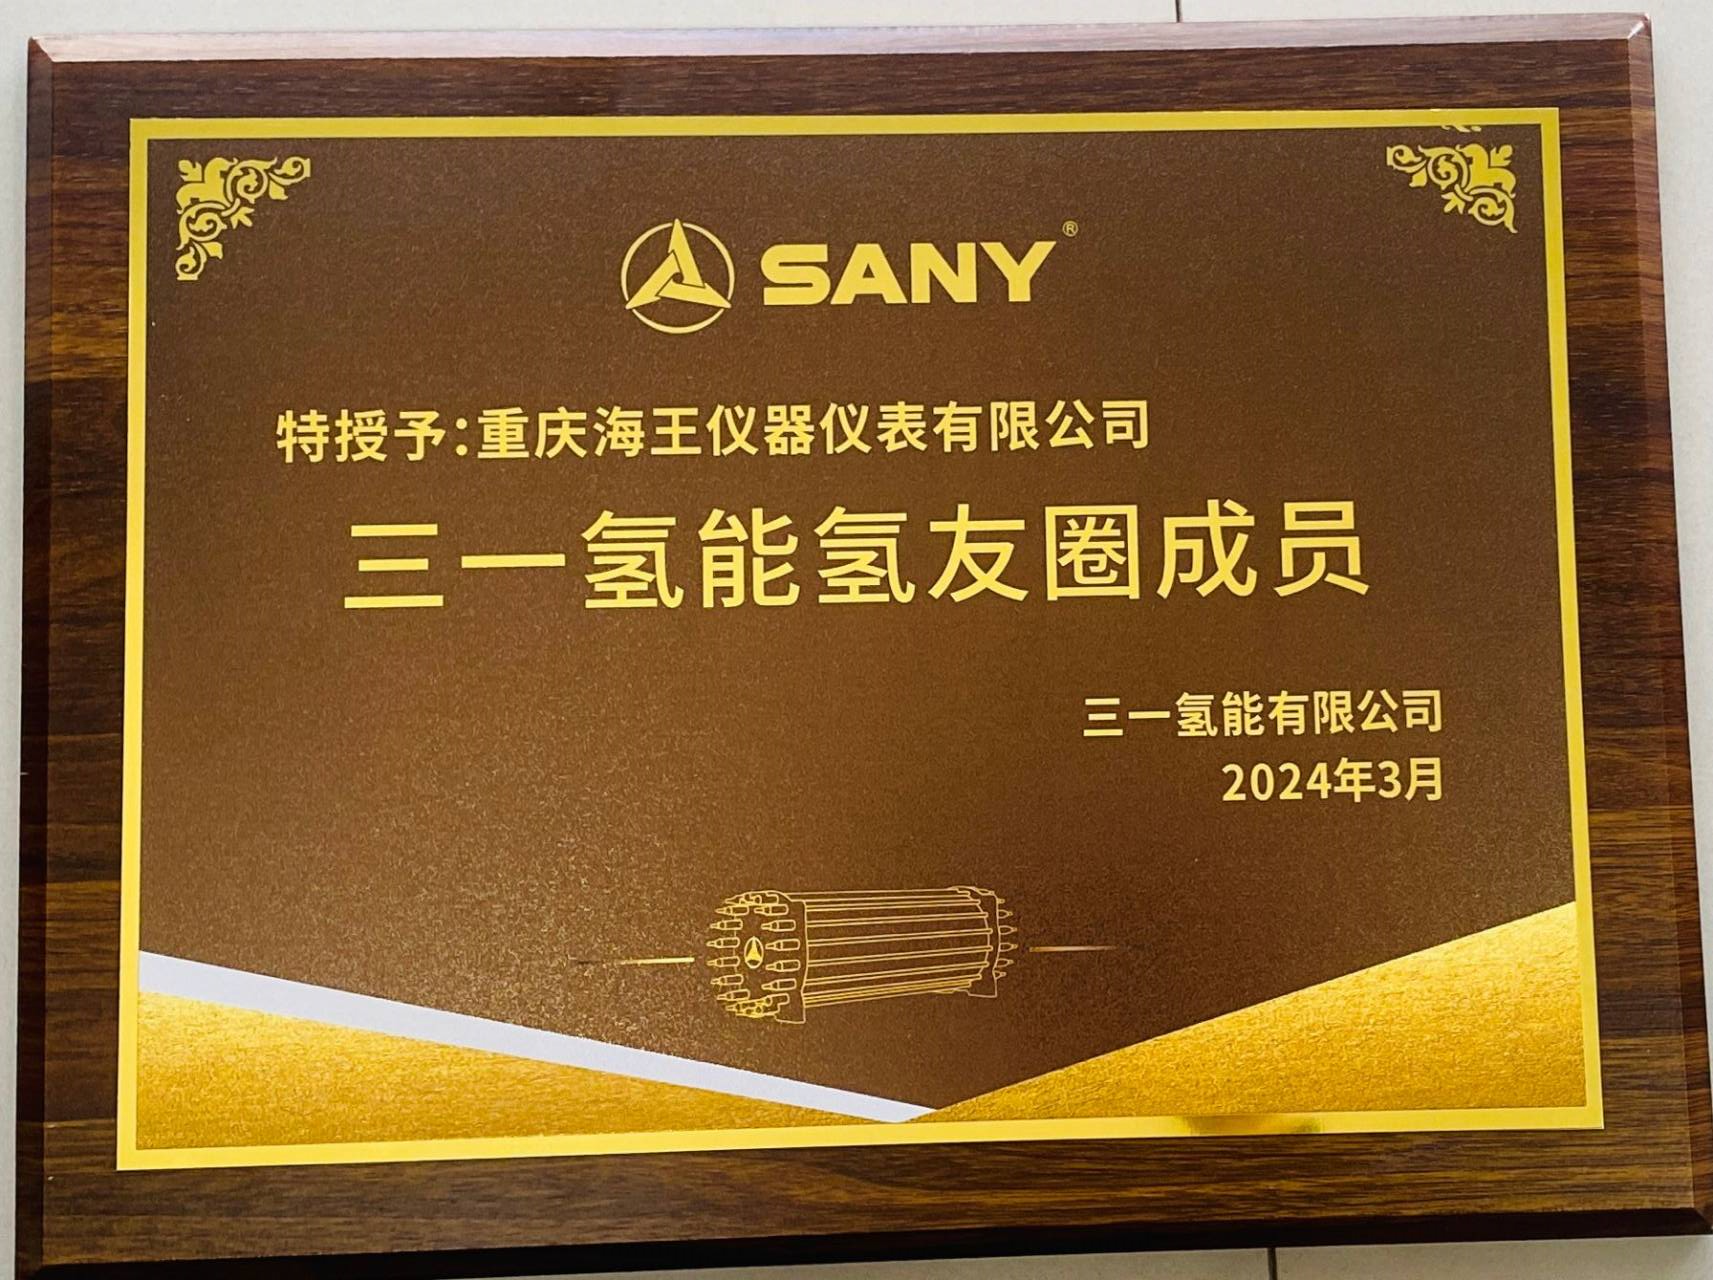 SANY®
特授予:重庆海王仪器仪表有限公司
三一氢能氢友圈成员
三一氢能有限公司
2024年3月